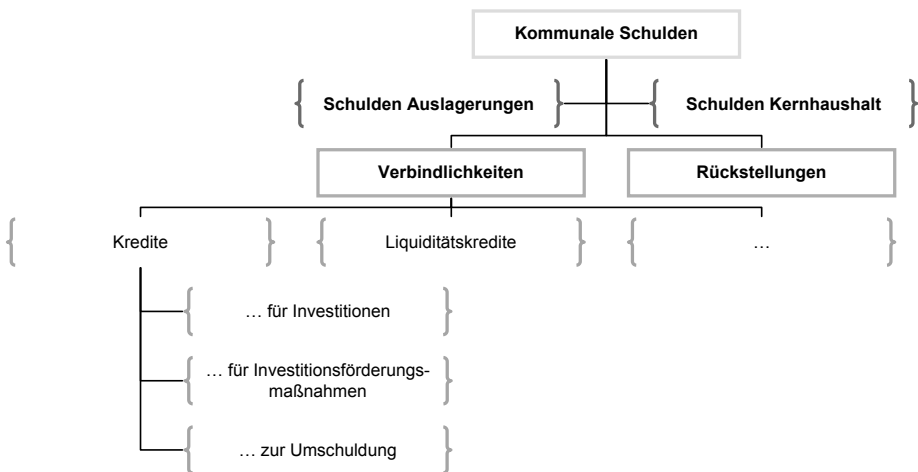 Kommunale Schulden
Schulden Auslagerungen
Schulden Kernhaushalt
Verbindlichkeiten
Rückstellungen
Kredite
Liquiditätskredite
…
… für Investitionen
… für Investitionsförderungs-
maßnahmen
… zur Umschuldung